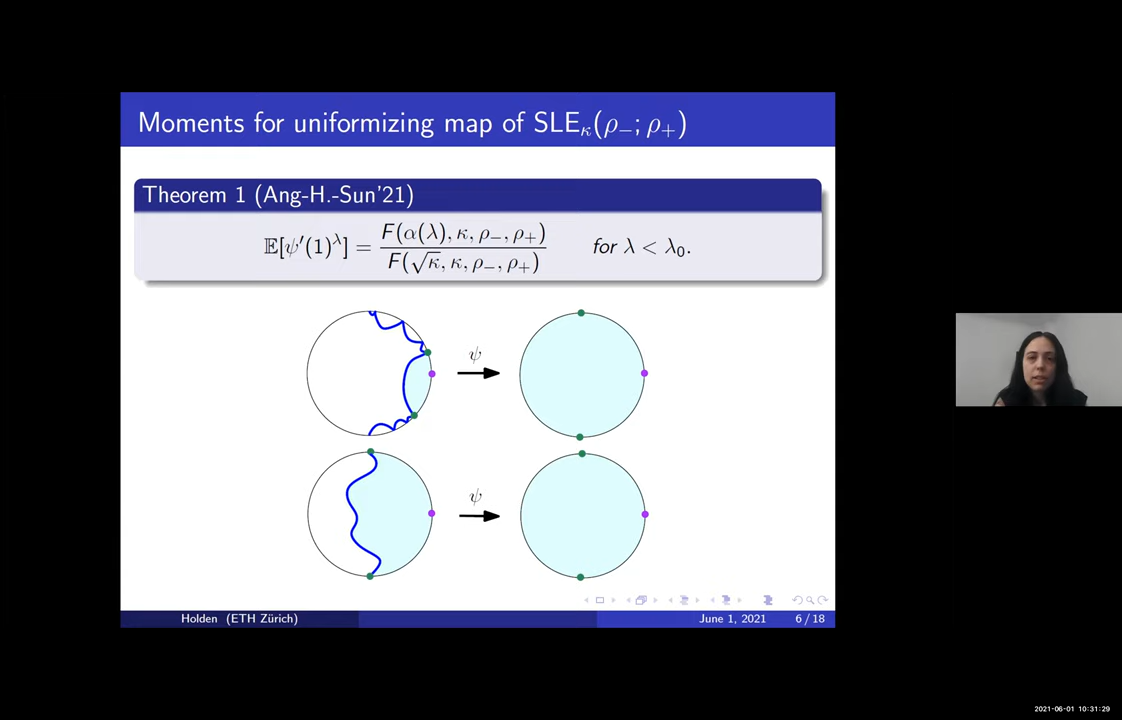 Moments for uniformizing map of SLE_κ(ρ_−; ρ_+)
Theorem 1 (Ang-H.-Sun'21)
𝔼[ψ′(1)^λ] = F(α(λ), κ, ρ_−, ρ_+) / F(√κ, κ, ρ_−, ρ_+) for λ < λ_0.
ψ
ψ
Holden (ETH Zürich) June 1, 2021 6 / 18
2021-06-01 10:31:29